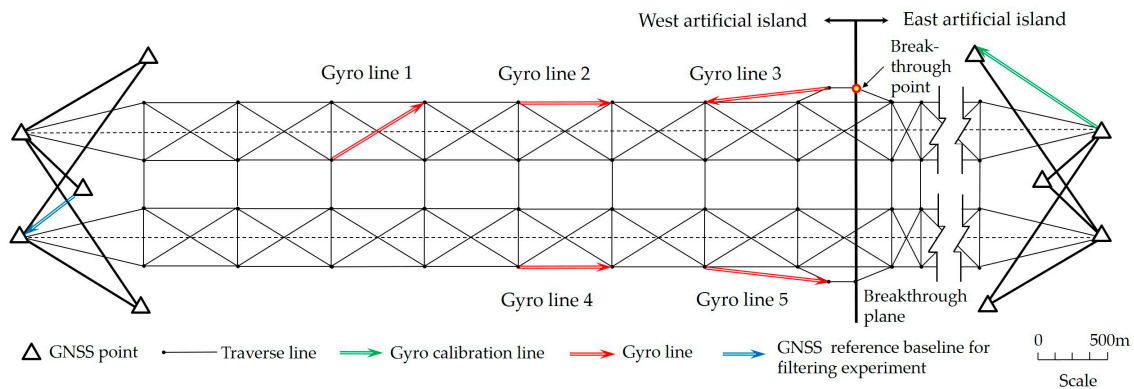 West artificial island
East artificial island
Break-
through
point
Gyro line 1
Gyro line 2
Gyro line 3
Gyro line 4
Gyro line 5
Breakthrough
plane
GNSS point
Traverse line
Gyro calibration line
Gyro line
GNSS reference baseline for
filtering experiment
0 500m
Scale